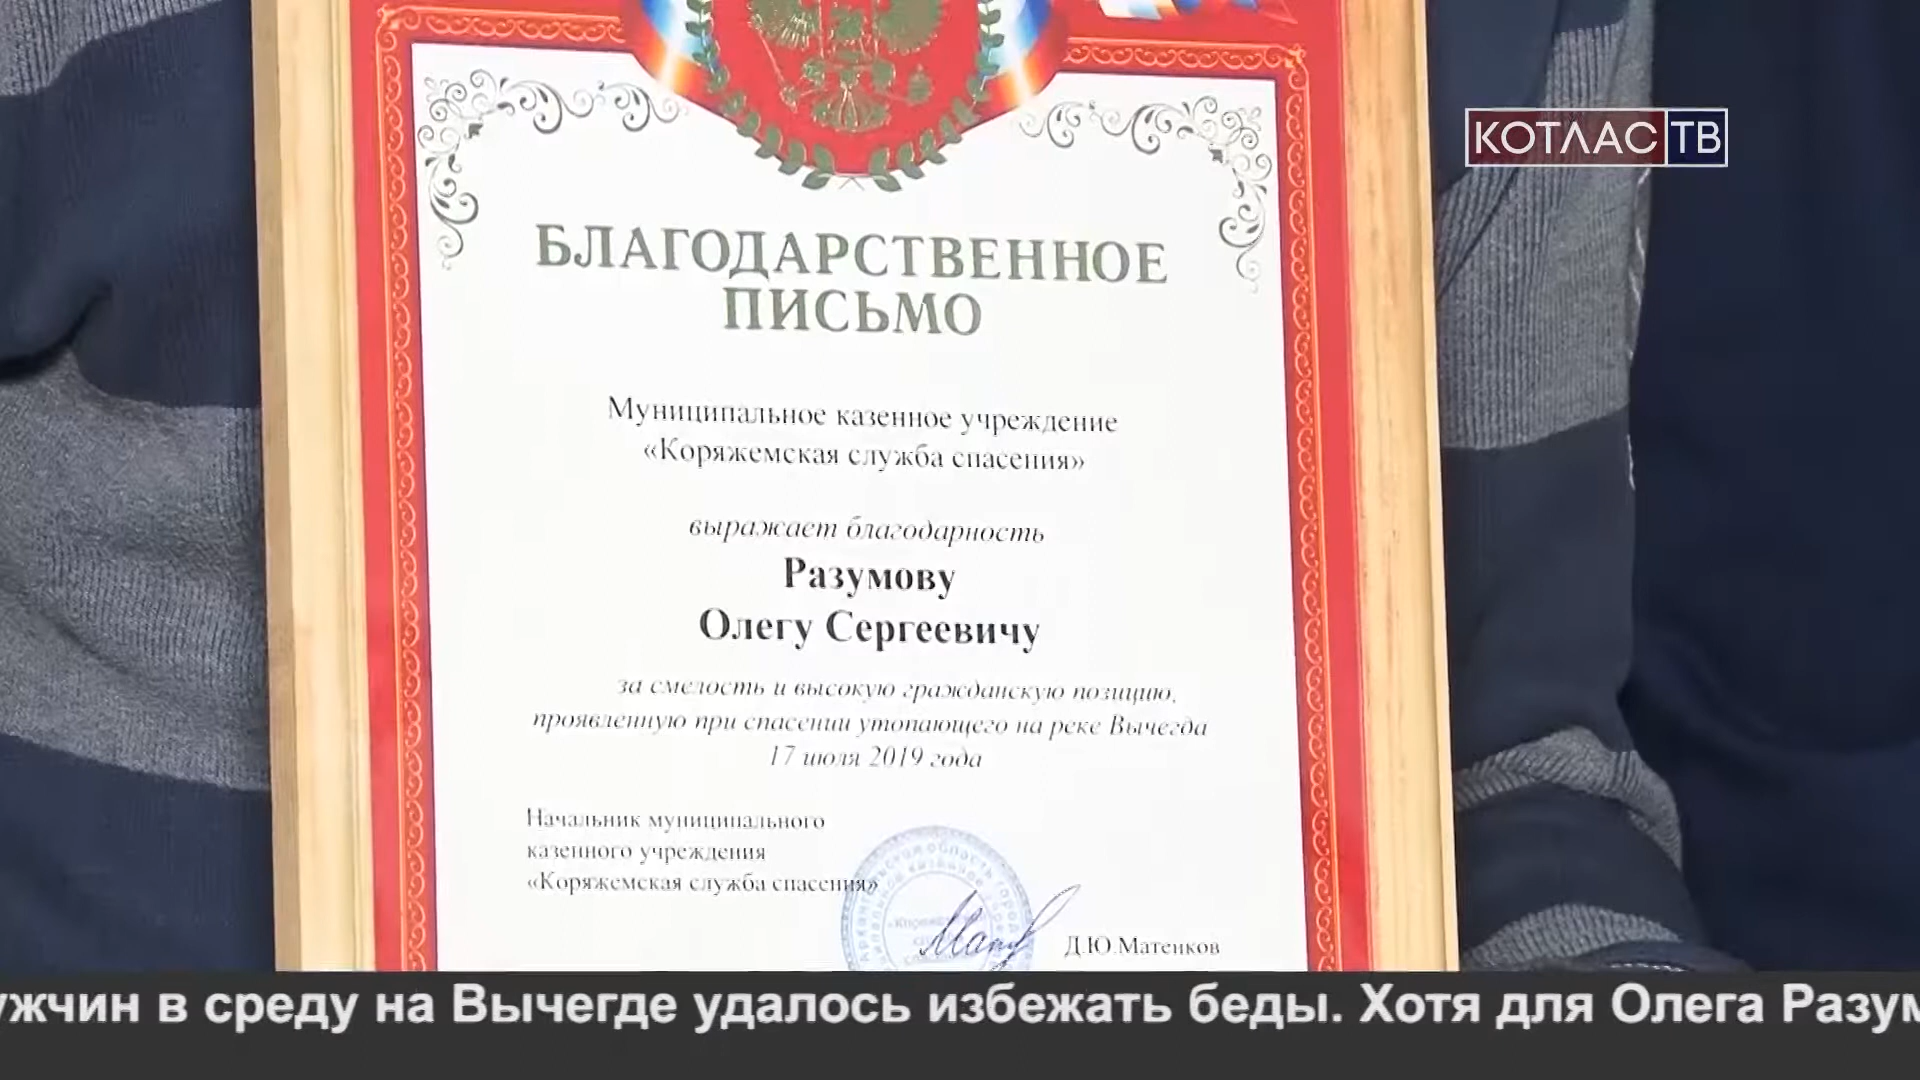 КОТЛАС ТВ
БЛАГОДАРСТВЕННОЕ
ПИСЬМО
Муниципальное казенное учреждение
«Коряжемская служба спасения»
выражает благодарность
Разумову
Олегу Сергеевичу
за смелость и высокую гражданскую позицию,
проявленную при спасении утопающего на реке Вычегда
17 июля 2019 года
Начальник муниципального
казенного учреждения
«Коряжемская служба спасения»
Д.Ю.Матенков
ужчин в среду на Вычегде удалось избежать беды. Хотя для Олега Разум